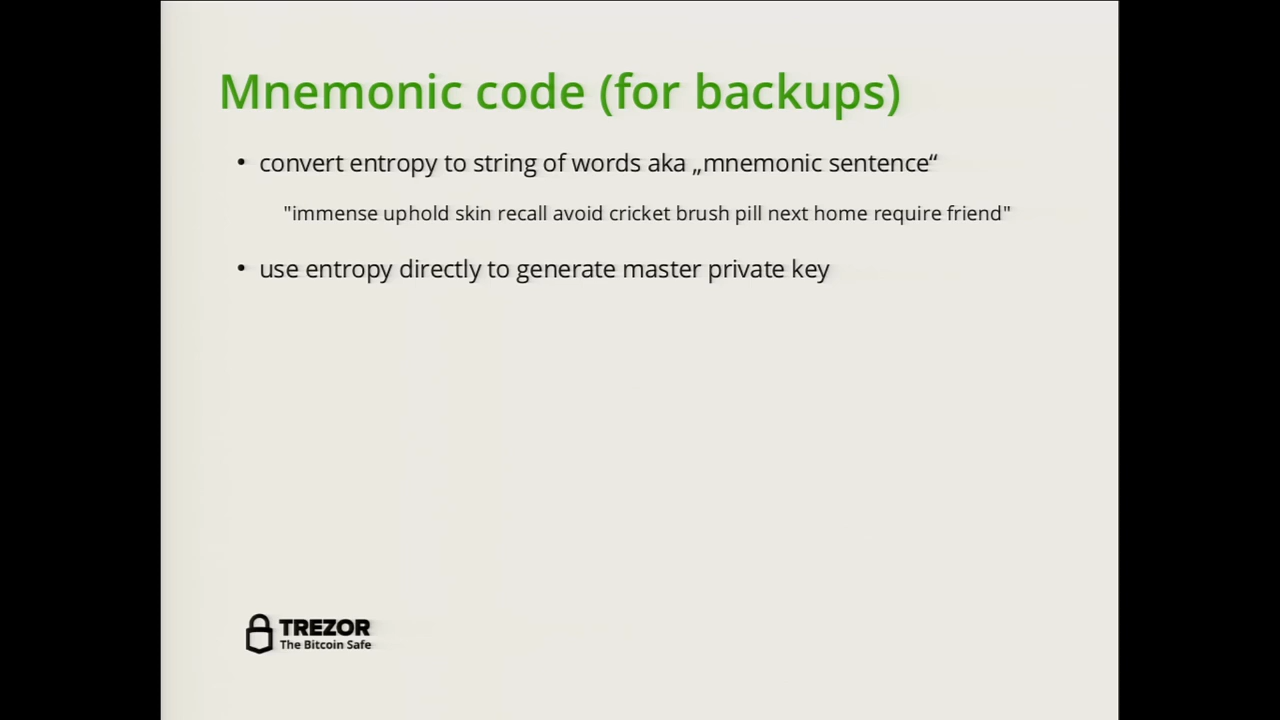 Mnemonic code (for backups)
• convert entropy to string of words aka „mnemonic sentence“
"immense uphold skin recall avoid cricket brush pill next home require friend"
• use entropy directly to generate master private key
TREZOR
The Bitcoin Safe